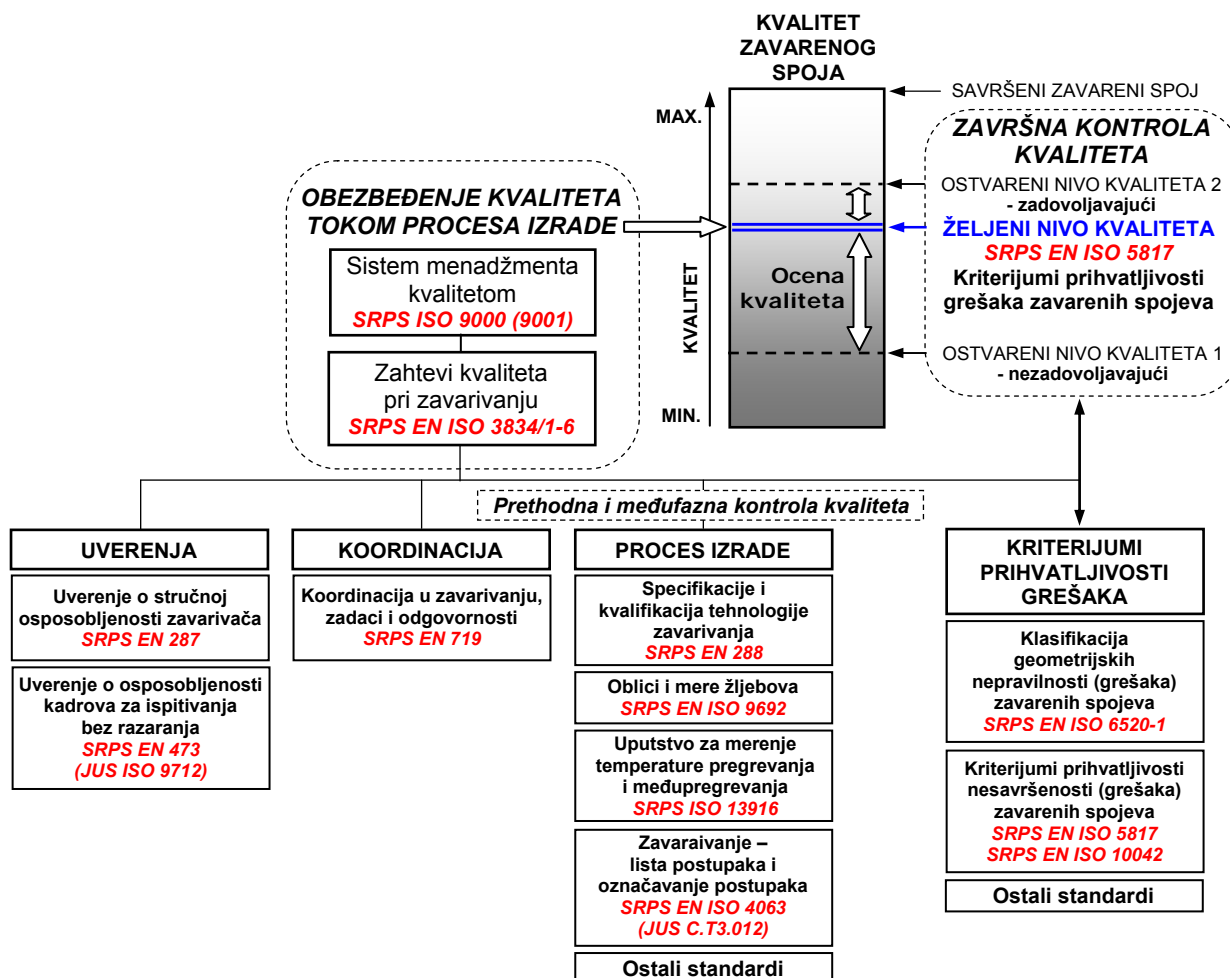 KVALITET
ZAVARENOG
SPOJA
MAX.
KVALITET
MIN.
Ocena
kvaliteta
SAVRŠENI ZAVARENI SPOJ
ZAVRŠNA KONTROLA
KVALITETA
OSTVARENI NIVO KVALITETA 2
- zadovoljavajući
ŽELJENI NIVO KVALITETA
SRPS EN ISO 5817
Kriterijumi prihvatljivosti
grešaka zavarenih spojeva
OSTVARENI NIVO KVALITETA 1
- nezadovoljavajući
OBEZBEĐENJE KVALITETA
TOKOM PROCESA IZRADE
Sistem menadžmenta
kvalitetom
SRPS ISO 9000 (9001)
Zahtevi kvaliteta
pri zavarivanju
SRPS EN ISO 3834/1-6
Prethodna i međufazna kontrola kvaliteta
UVERENJA
Uverenje o stručnoj
osposobljenosti zavarivača
SRPS EN 287
Uverenje o osposobljenosti
kadrova za ispitivanja
bez razaranja
SRPS EN 473
(JUS ISO 9712)
KOORDINACIJA
Koordinacija u zavarivanju,
zadaci i odgovornosti
SRPS EN 719
PROCES IZRADE
Specifikacije i
kvalifikacija tehnologije
zavarivanja
SRPS EN 288
Oblici i mere žljebova
SRPS EN ISO 9692
Uputstvo za merenje
temperature pregrevanja
i međupregrevanja
SRPS ISO 13916
Zavaraivanje –
lista postupaka i
označavanje postupaka
SRPS EN ISO 4063
(JUS C.T3.012)
Ostali standardi
KRITERIJUMI
PRIHVATLJIVOSTI
GREŠAKA
Klasifikacija
geometrijskih
nepravilnosti (grešaka)
zavarenih spojeva
SRPS EN ISO 6520-1
Kriterijumi prihvatljivosti
nesavršenosti (grešaka)
zavarenih spojeva
SRPS EN ISO 5817
SRPS EN ISO 10042
Ostali standardi